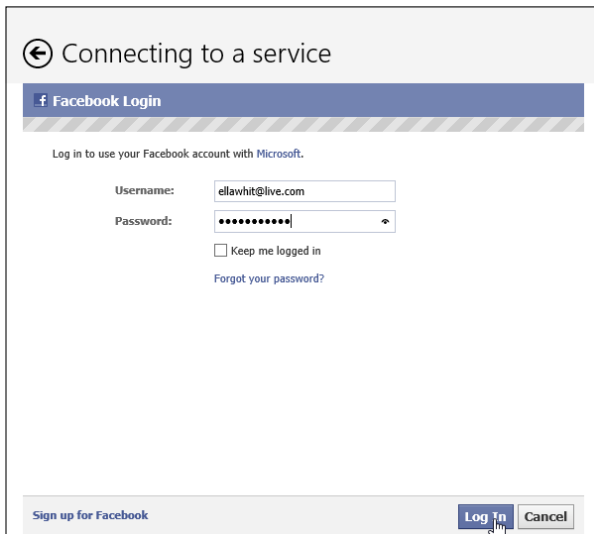 Connecting to a service
f Facebook Login
Log in to use your Facebook account with Microsoft.
Username: ellawhit@live.com
Password: •••••••••••
Keep me logged in
Forgot your password?
Sign up for Facebook Log In Cancel